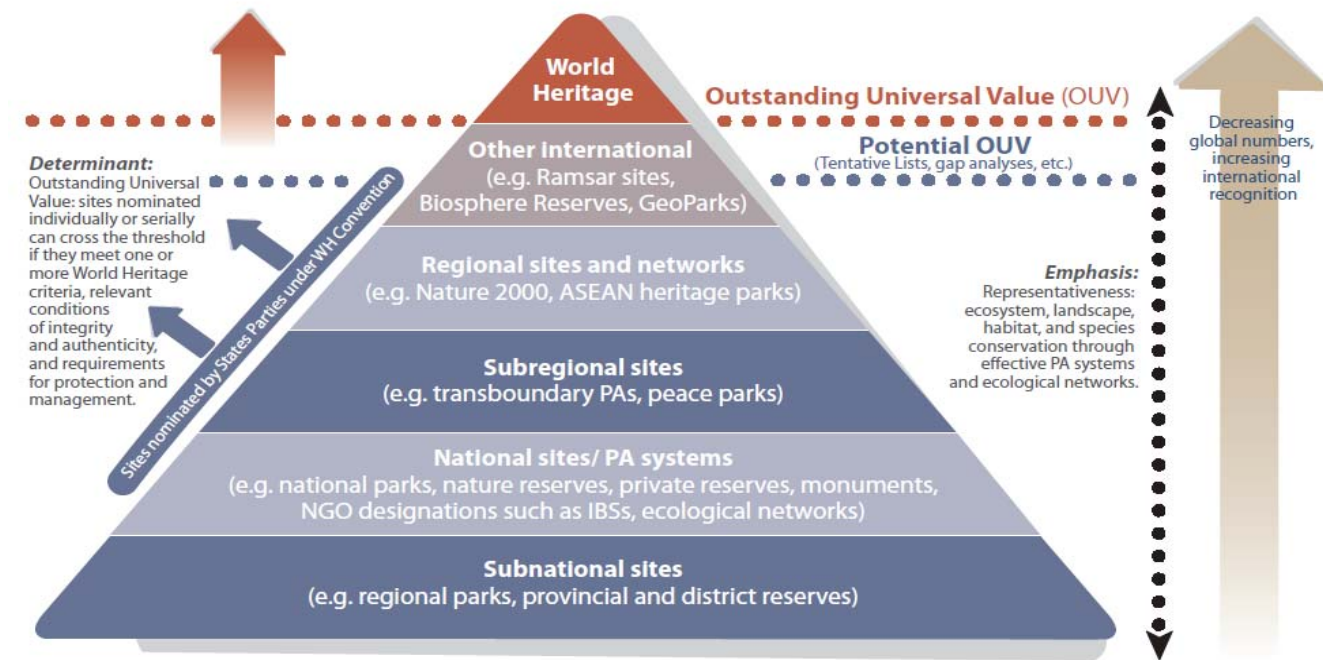 World
Heritage
Outstanding Universal Value (OUV)
Potential OUV
(Tentative Lists, gap analyses, etc.)
Decreasing
global numbers,
increasing
international
recognition
Determinant:
Outstanding Universal
Value: sites nominated
individually or serially
can cross the threshold
if they meet one or
more World Heritage
criteria, relevant
conditions
of integrity
and authenticity,
and requirements
for protection and
management.
Sites nominated by States Parties under WH Convention
Other international
(e.g. Ramsar sites,
Biosphere Reserves, GeoParks)
Regional sites and networks
(e.g. Nature 2000, ASEAN heritage parks)
Emphasis:
Representativeness:
ecosystem, landscape,
habitat, and species
conservation through
effective PA systems
and ecological networks.
Subregional sites
(e.g. transboundary PAs, peace parks)
National sites/ PA systems
(e.g. national parks, nature reserves, private reserves, monuments,
NGO designations such as IBSs, ecological networks)
Subnational sites
(e.g. regional parks, provincial and district reserves)